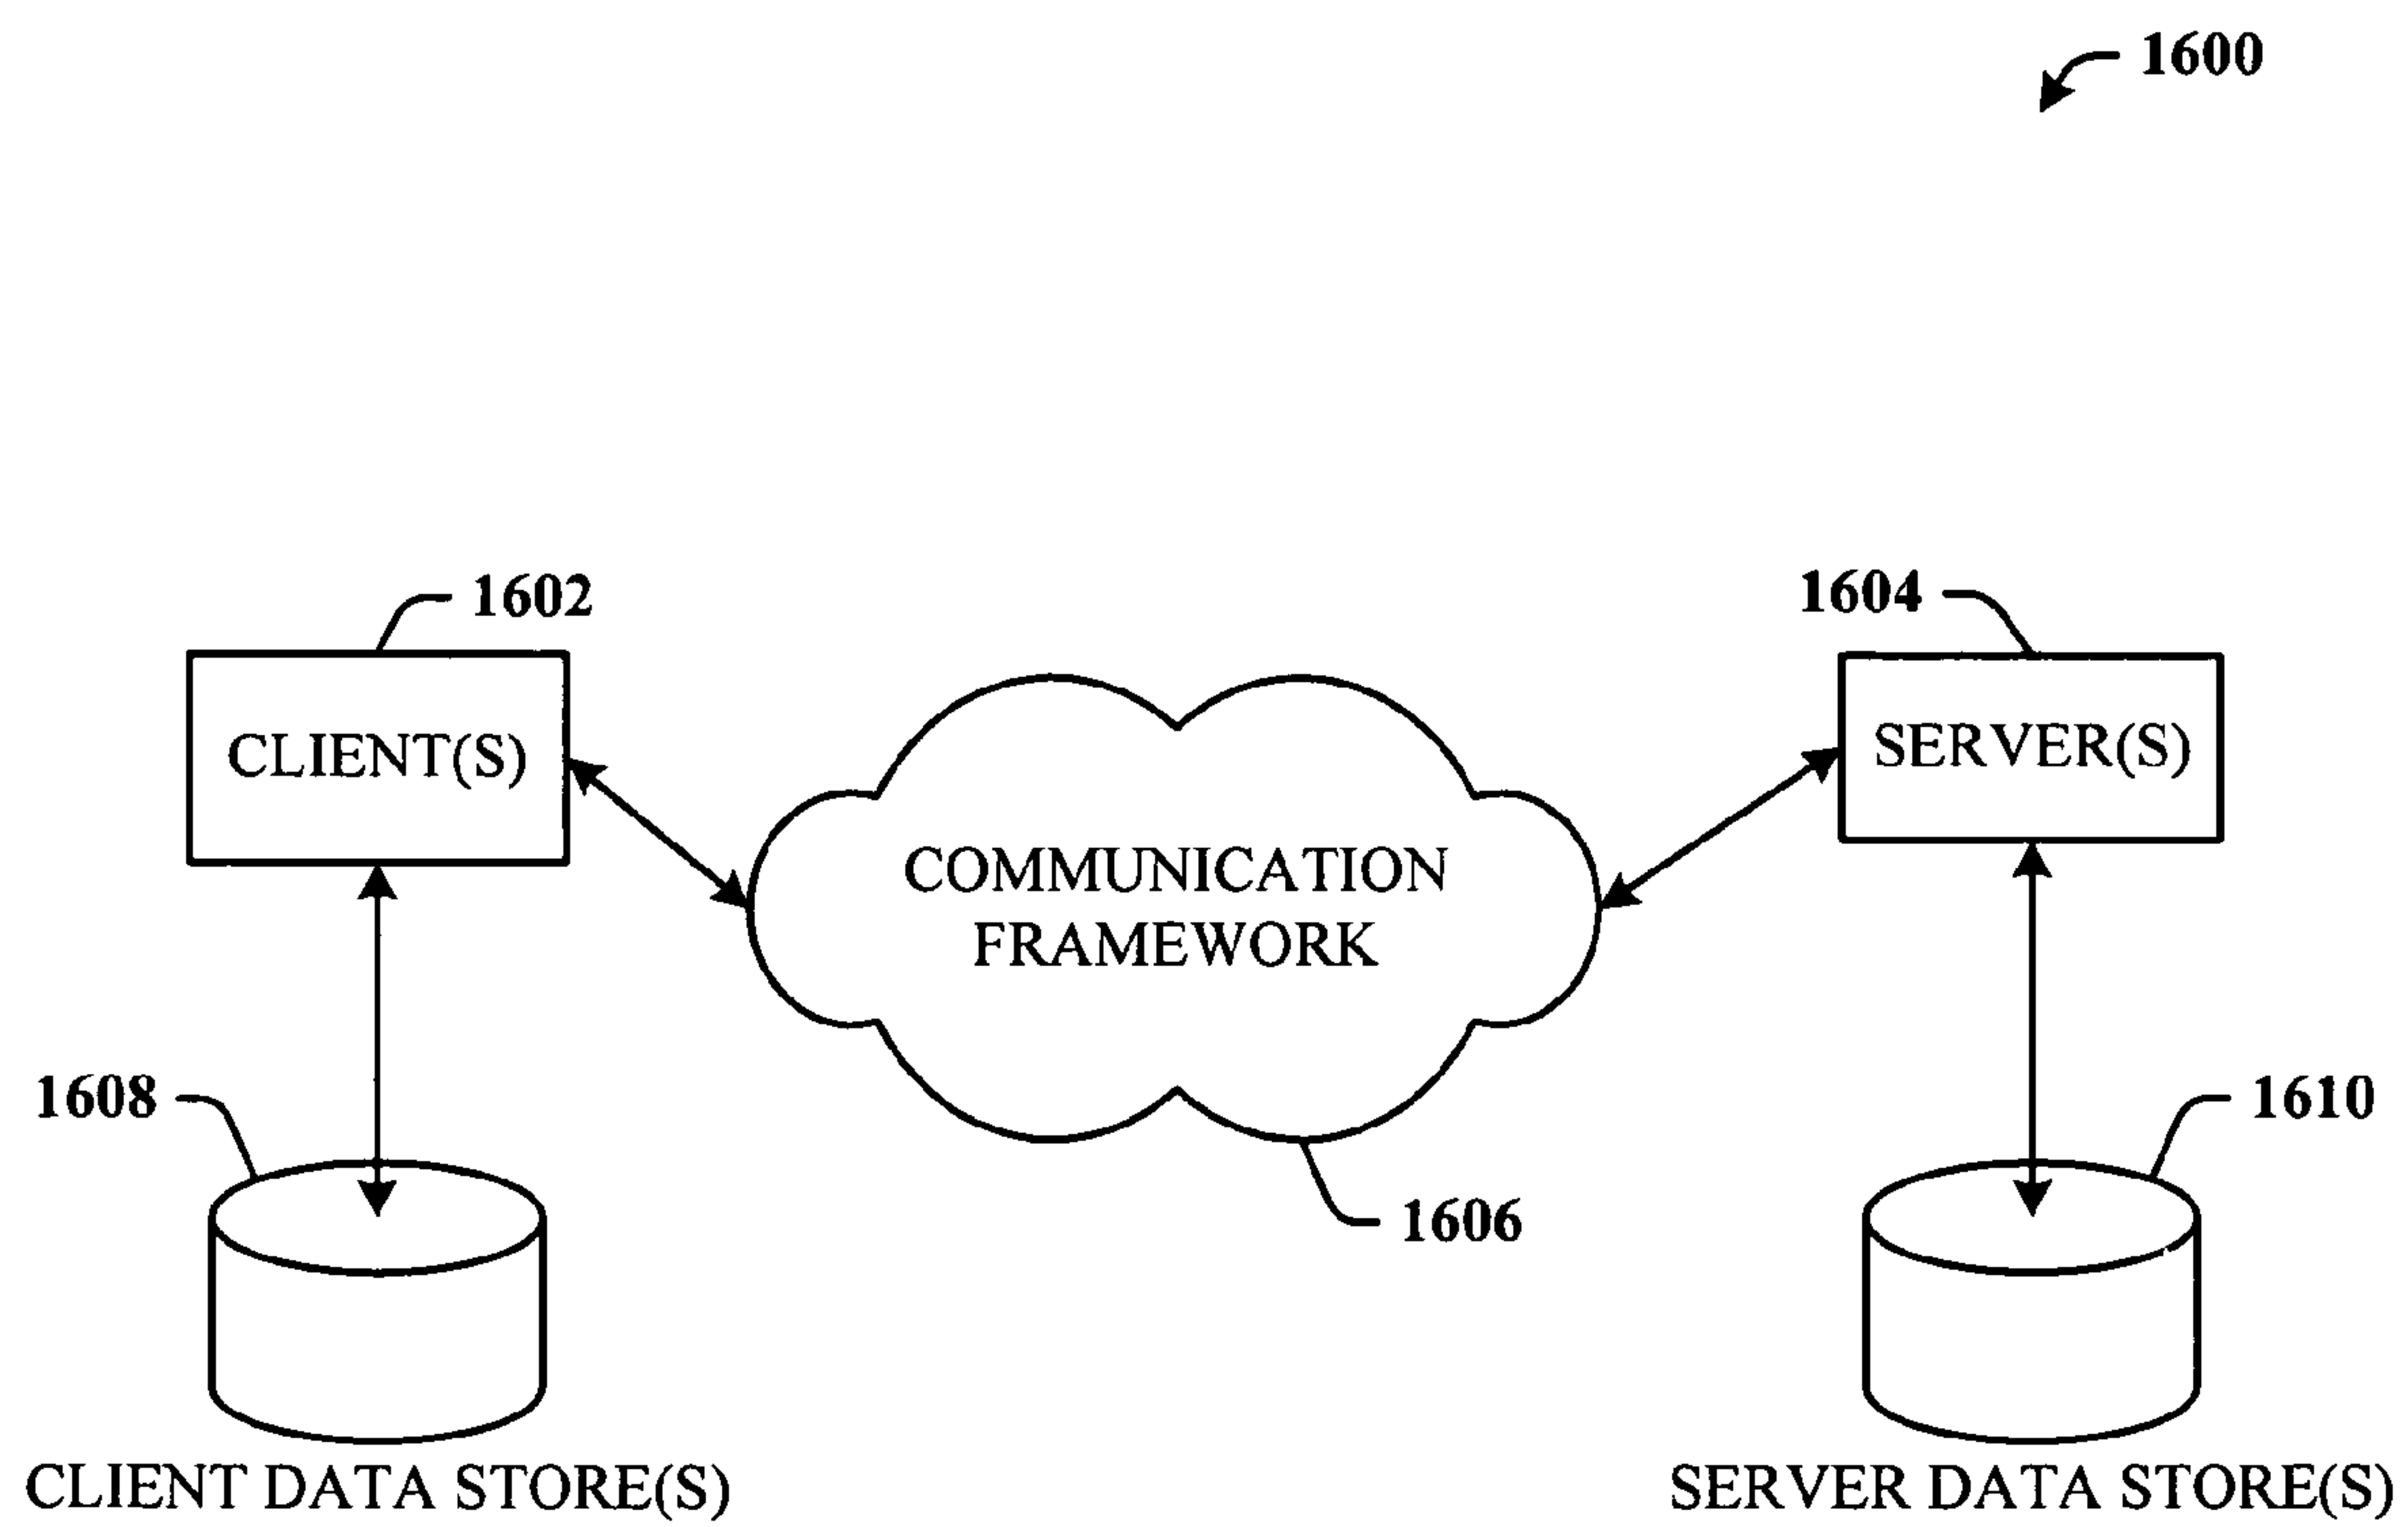 1600
1602
1604
CLIENT(S)
SERVER(S)
COMMUNICATION
FRAMEWORK
1608
1610
1606
CLIENT DATA STORE(S)
SERVER DATA STORE(S)